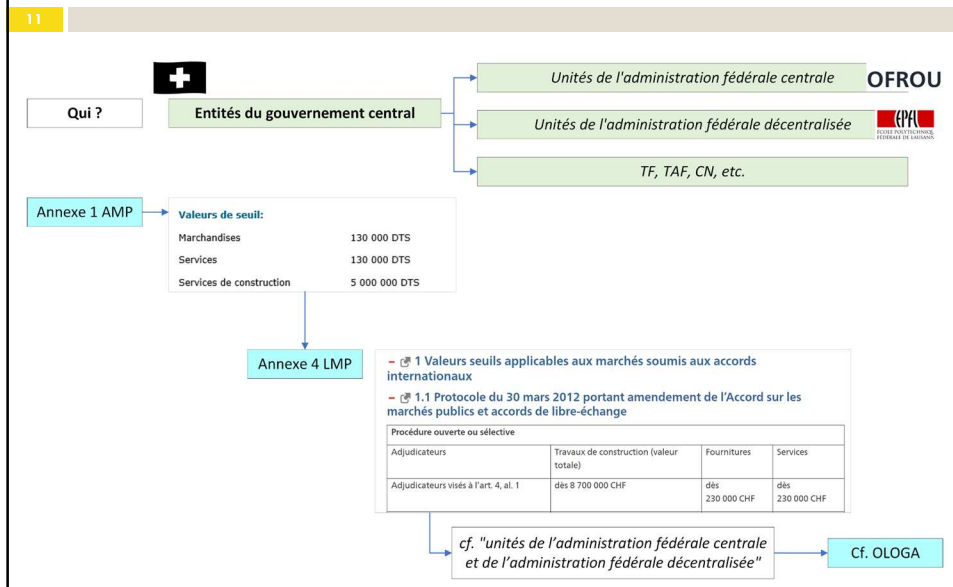 11
Qui ?
Entités du gouvernement central
Unités de l'administration fédérale centrale
OFROU
Unités de l'administration fédérale décentralisée
EPFL
ECOLE POLYTECHNIQ
FÉDÉRALE DE LAUSANN
TF, TAF, CN, etc.
Annexe 1 AMP
Valeurs de seuil:
Marchandises 130 000 DTS
Services 130 000 DTS
Services de construction 5 000 000 DTS
Annexe 4 LMP
– 1 Valeurs seuils applicables aux marchés soumis aux accords
internationaux
– 1.1 Protocole du 30 mars 2012 portant amendement de l'Accord sur les
marchés publics et accords de libre-échange
Procédure ouverte ou sélective
Adjudicateurs Travaux de construction (valeur totale) Fournitures Services
Adjudicateurs visés à l'art. 4, al. 1 dès 8 700 000 CHF dès 230 000 CHF dès 230 000 CHF
cf. "unités de l'administration fédérale centrale
et de l'administration fédérale décentralisée"
Cf. OLOGA